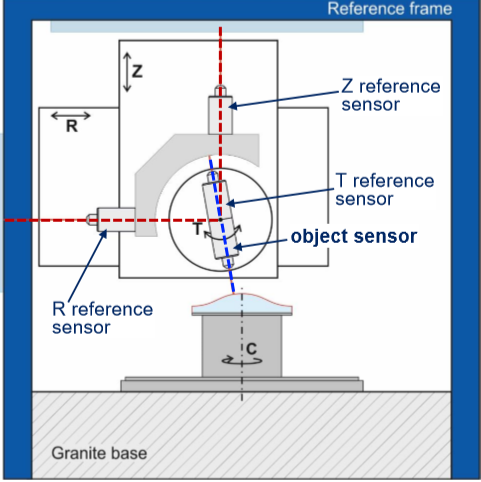 Reference frame
Z
Z reference
sensor
R
T reference
sensor
T
object sensor
R reference
sensor
C
Granite base